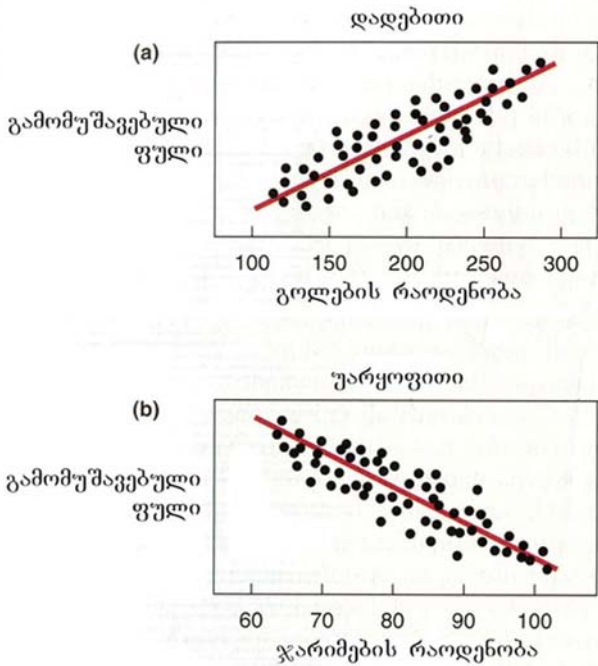 დადებითი
(a)
გამომუშავებული
ფული
100 150 200 250 300
გოლების რაოდენობა
უარყოფითი
(b)
გამომუშავებული
ფული
60 70 80 90 100
ჯარიმების რაოდენობა